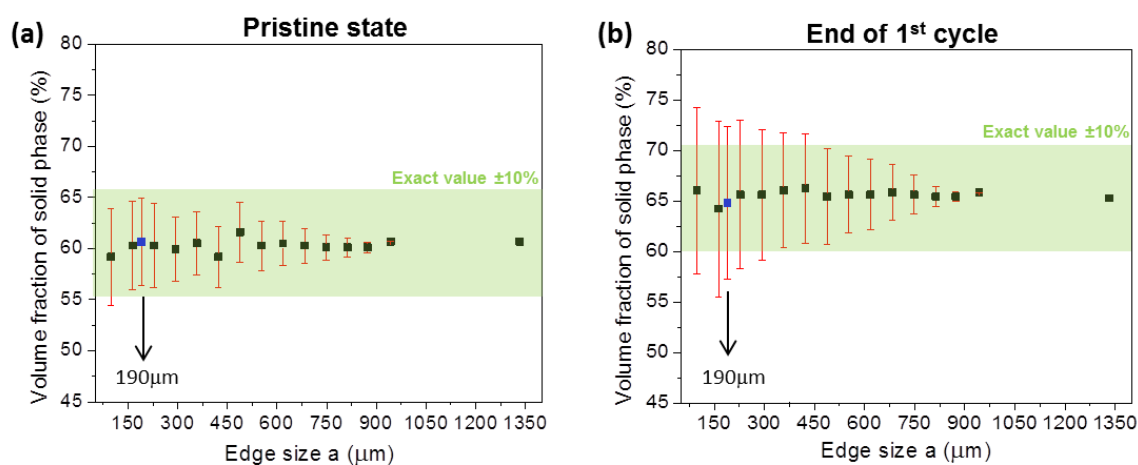 (a)
Pristine state
Volume fraction of solid phase (%)
80
75
70
65
60
55
50
45
Exact value ±10%
190μm
150 300 450 600 750 900 1050 1200 1350
Edge size a (μm)
(b)
End of 1st cycle
Volume fraction of solid phase (%)
80
75
70
65
60
55
50
45
Exact value ±10%
190μm
150 300 450 600 750 900 1050 1200 1350
Edge size a (μm)